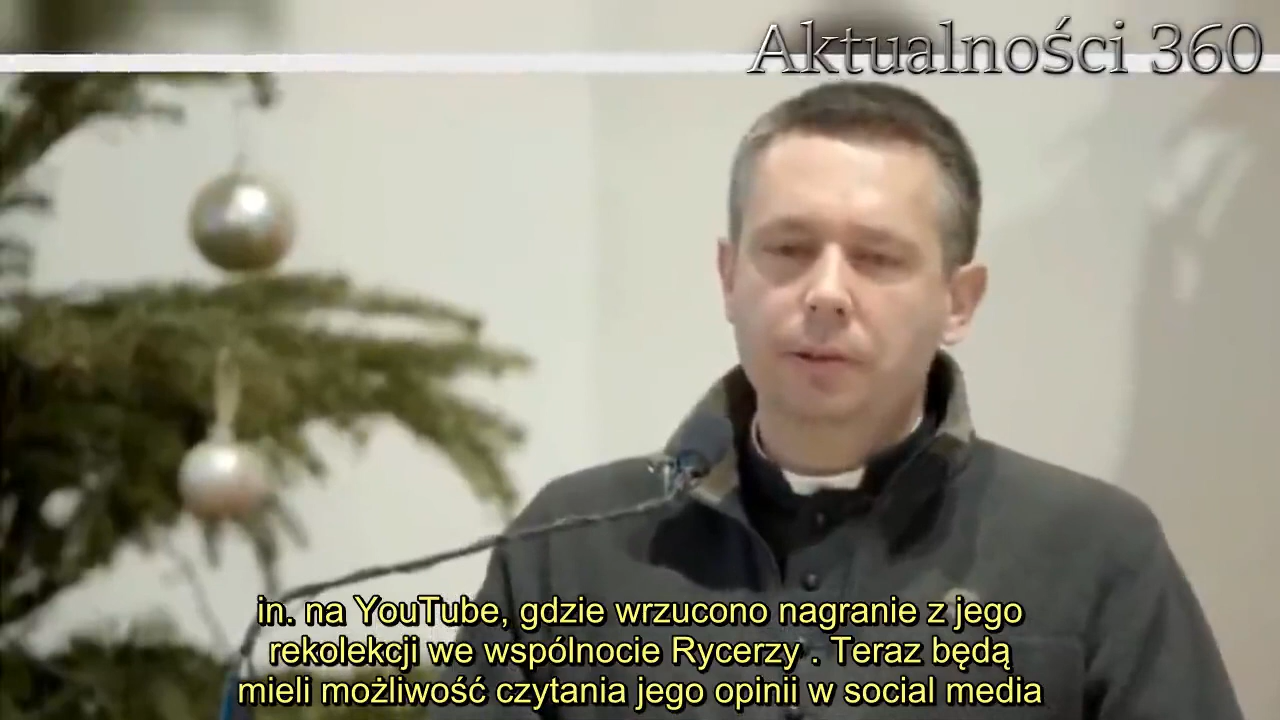 Aktualności 360
in. na YouTube, gdzie wrzucono nagranie z jego
rekolekcji we wspólnocie Rycerzy . Teraz będą
mieli możliwość czytania jego opinii w social media